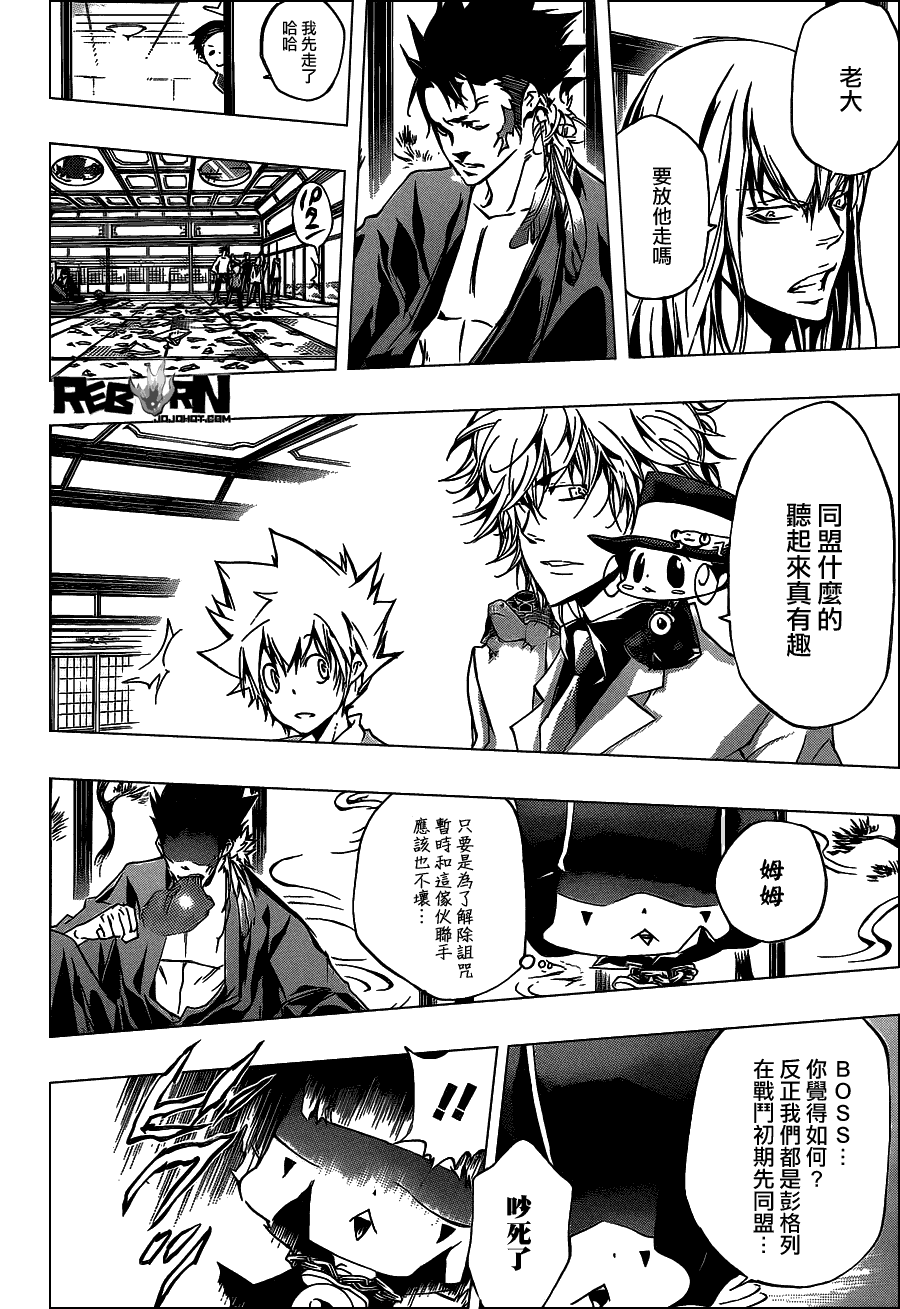 老大
要放他走嗎
我先走了
哈哈
REBORN
JOJOHOT.COM
同盟什麼的
聽起來真有趣
姆姆
只要是為了解除詛咒
暫時和這傢伙聯手
應該也不壞…
BOSS…
你覺得如何？
反正我們都是彭格列
在戰鬥初期先同盟…
吵死了
!!